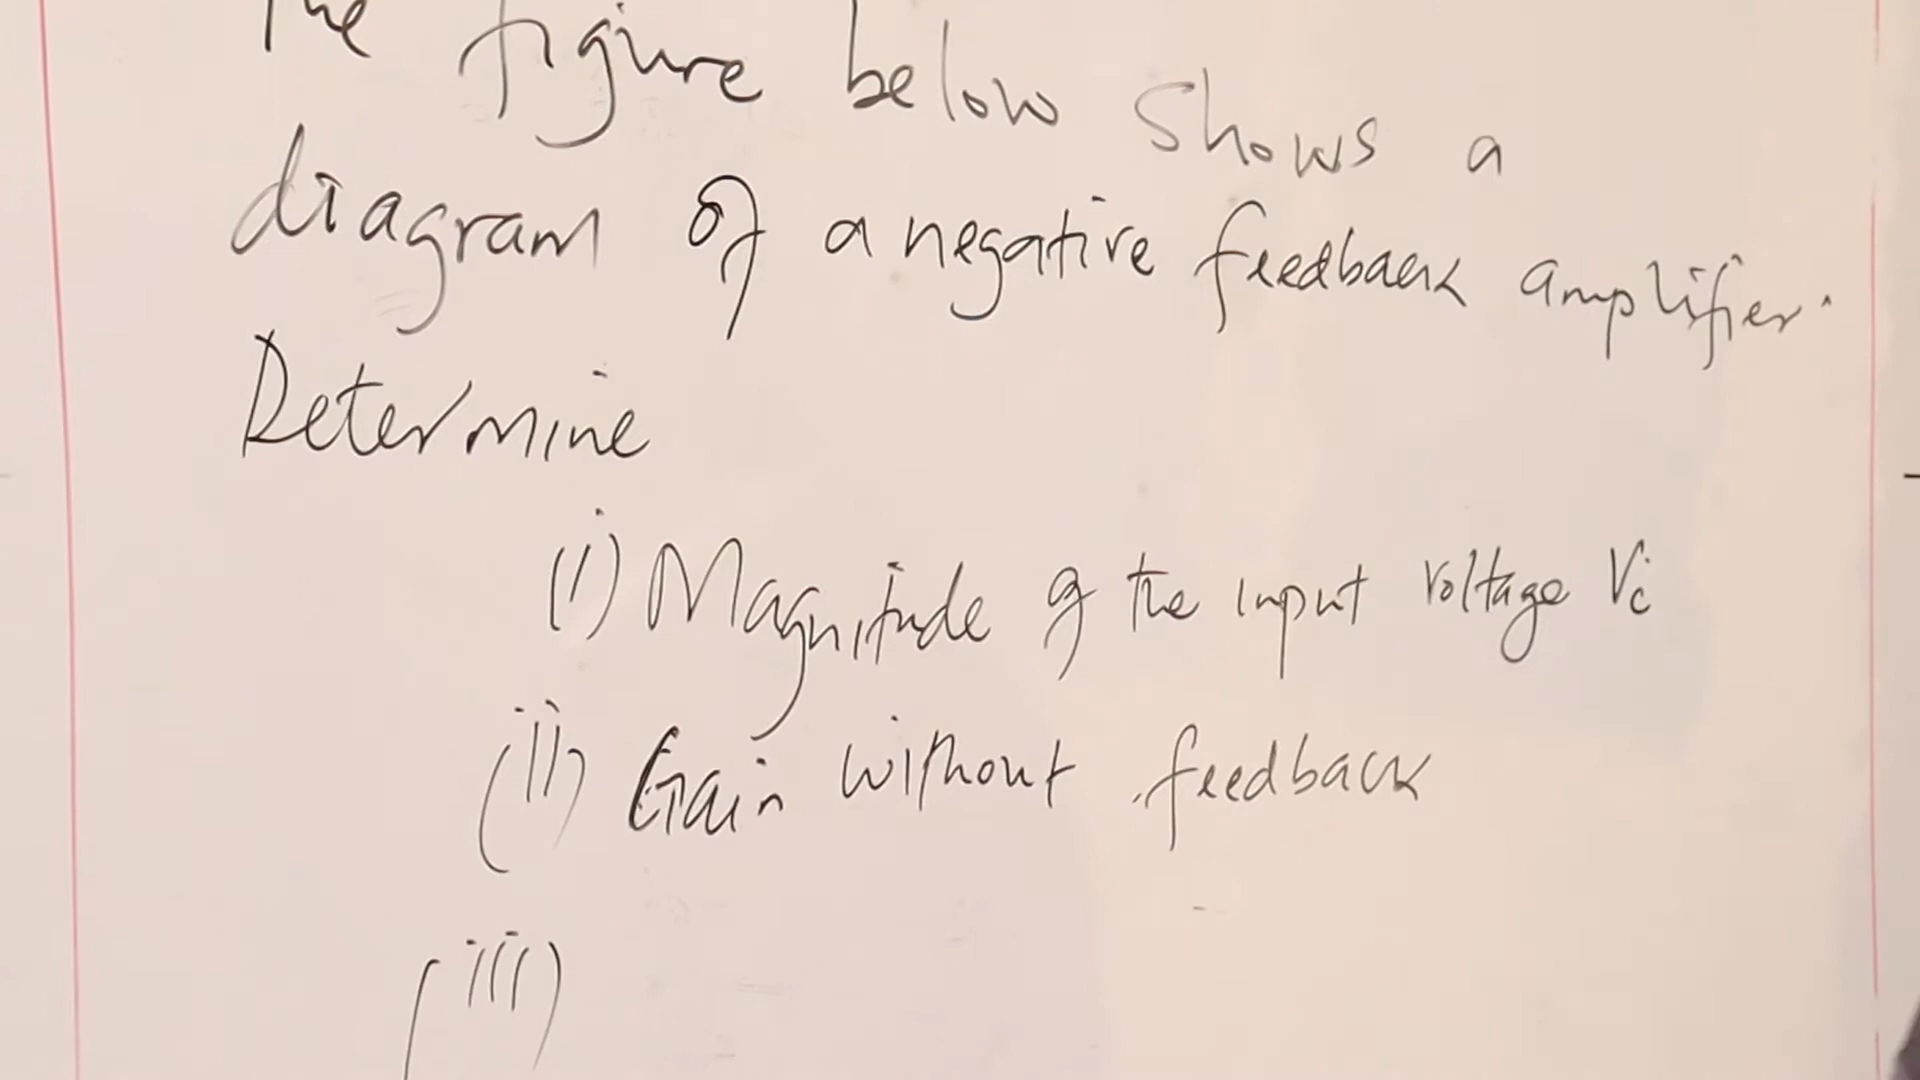 The figure below shows a
diagram of a negative feedback amplifier.
Determine
(i) Magnitude of the input voltage Vi
(ii) Gain without feedback
(iii)